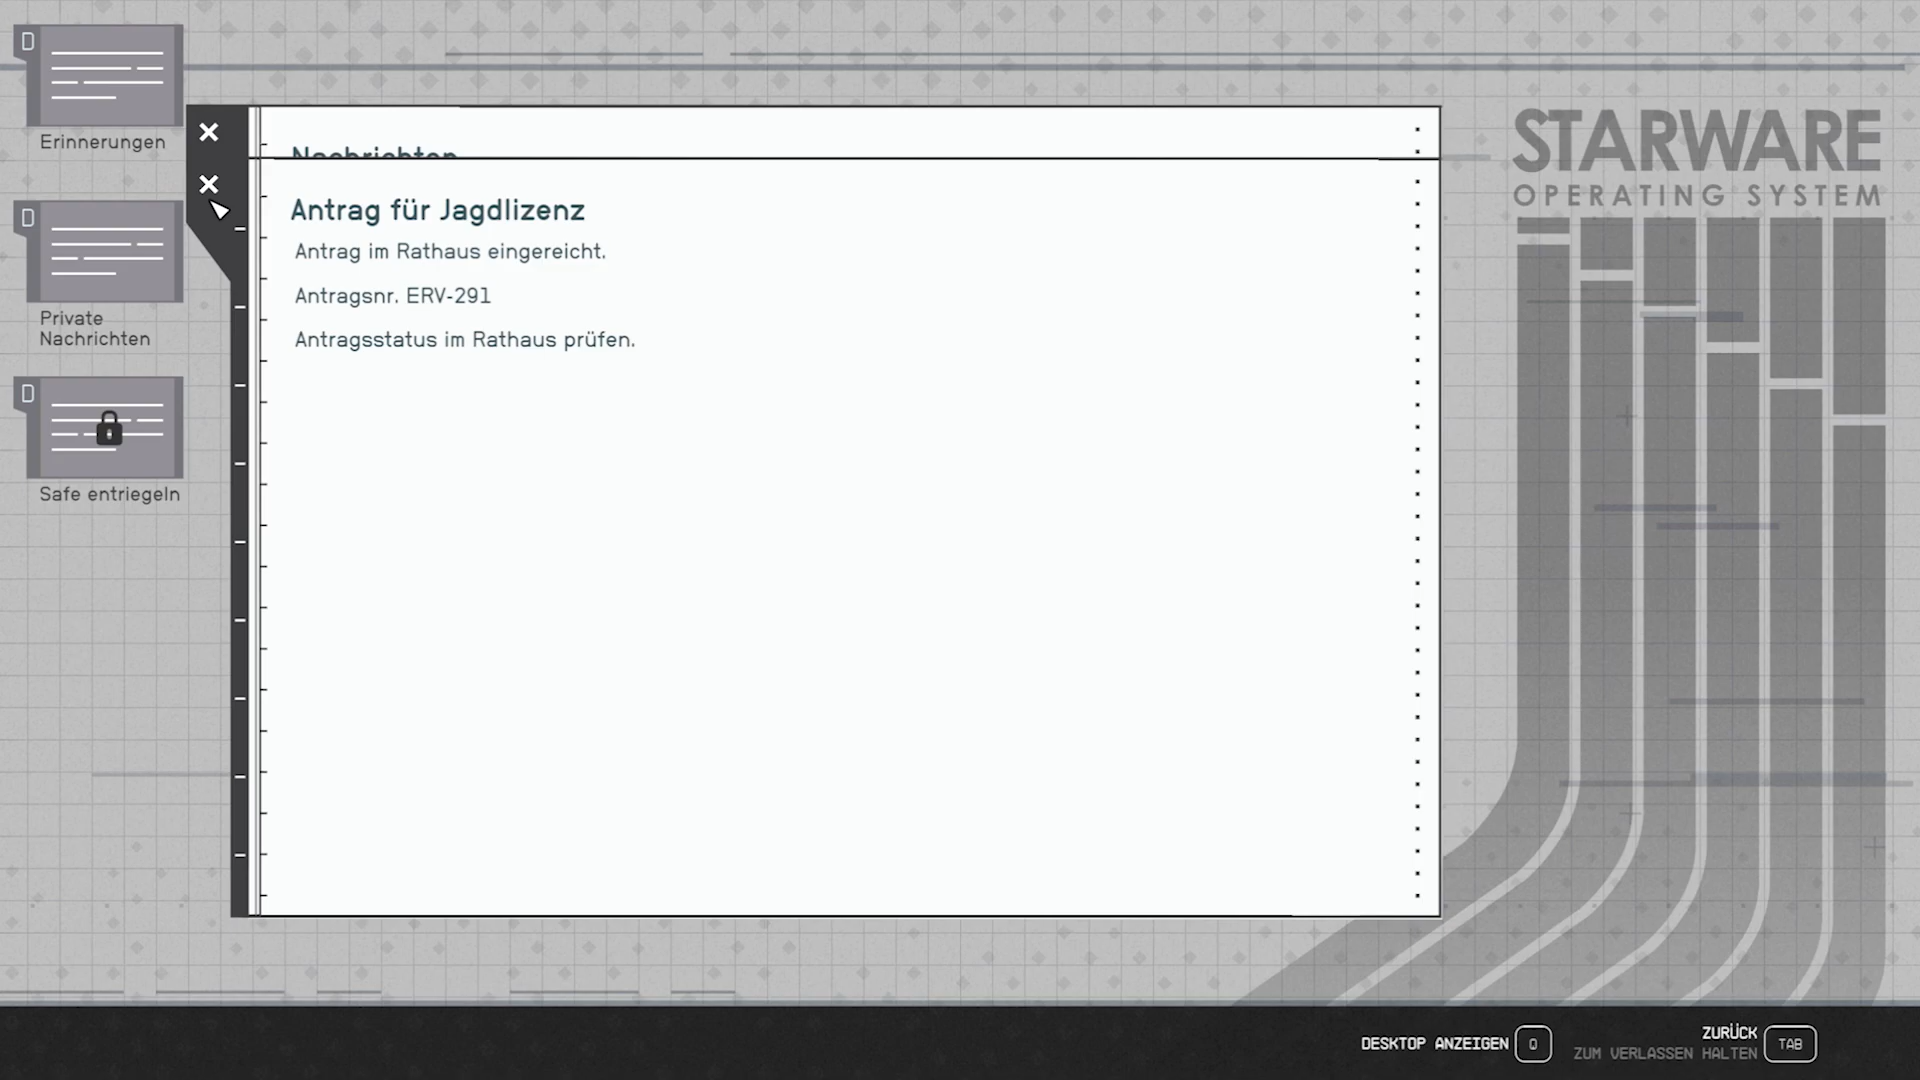 Erinnerungen
Private
Nachrichten
Safe entriegeln
Nachrichten
Antrag für Jagdlizenz
Antrag im Rathaus eingereicht.
Antragsnr. ERV-291
Antragsstatus im Rathaus prüfen.
STARWARE
OPERATING SYSTEM
DESKTOP ANZEIGEN Q
ZURÜCK
ZUM VERLASSEN HALTEN TAB